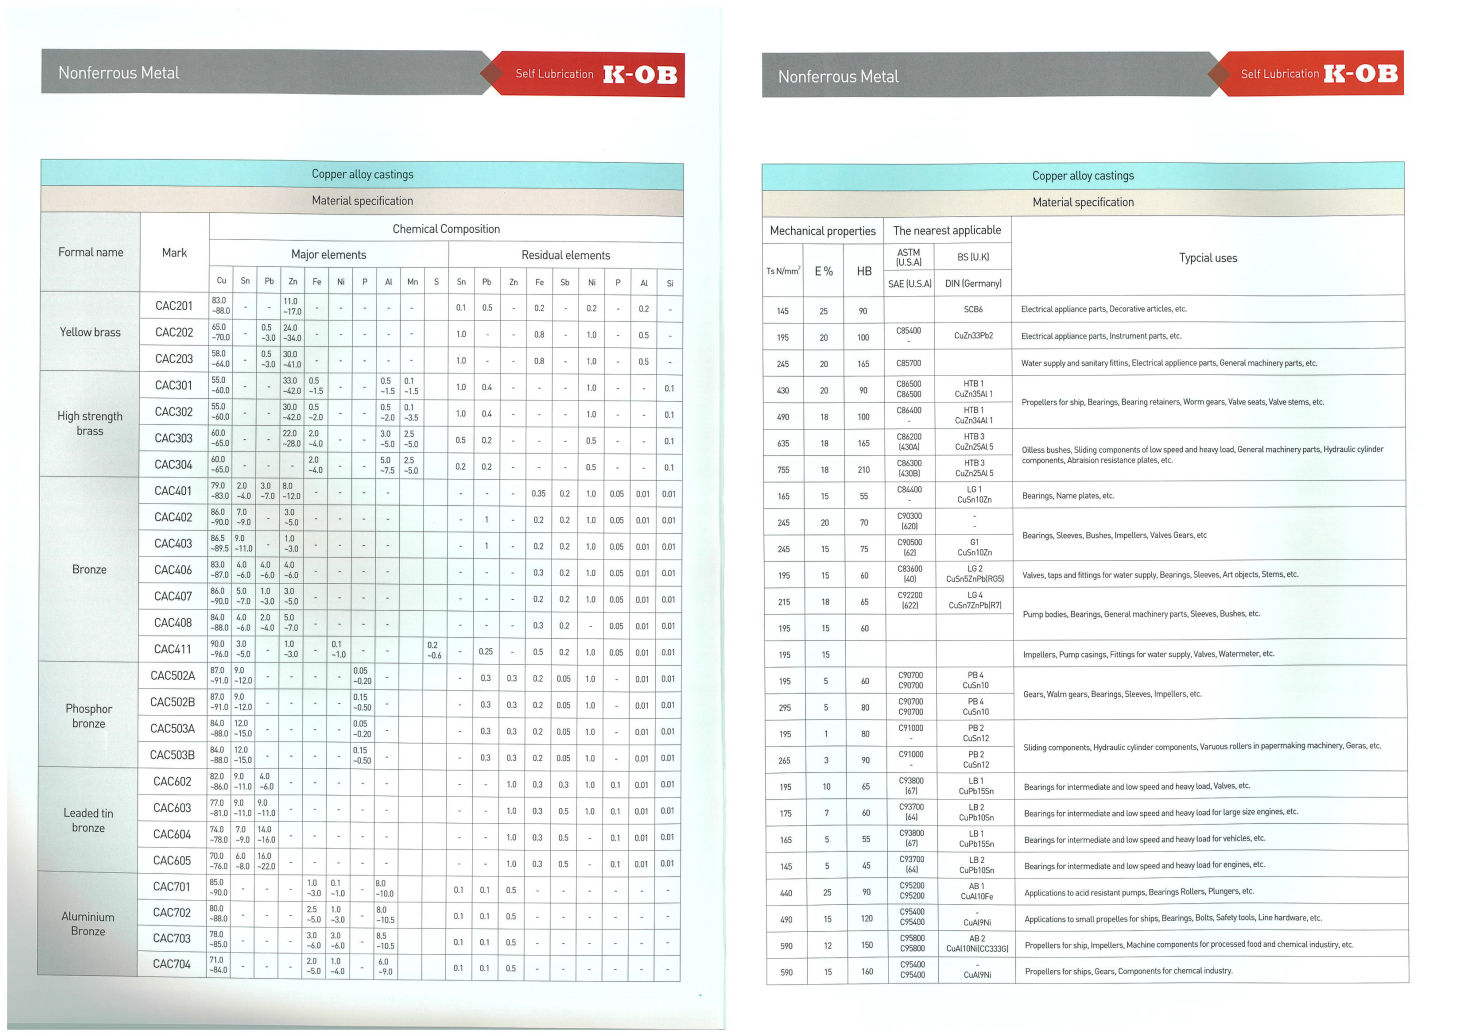 Nonferrous Metal
Self Lubrication K-OB
Copper alloy castings
Material specification
Formal name Mark Chemical Composition
Major elements Residual elements
Cu Sn Pb Zn Fe Ni P Al Mn S Sn Pb Zn Fe Sb Ni P Al Si
Yellow brass
CAC201 83.0 ~88.0 - - 11.0 ~17.0 - - - - - 0.1 0.5 - 0.2 - 0.2 - 0.2 -
CAC202 65.0 ~70.0 - 0.5 ~3.0 24.0 ~34.0 - - - - - 1.0 - - 0.8 - 1.0 - 0.5 -
CAC203 58.0 ~64.0 - 0.5 ~3.0 30.0 ~41.0 - - - - - 1.0 - - 0.8 - 1.0 - 0.5 -
High strength
brass
CAC301 55.0 ~60.0 - - 33.0 ~42.0 0.5 ~1.5 - - 0.5 ~1.5 0.1 ~1.5 1.0 0.4 - - - 1.0 - - 0.1
CAC302 55.0 ~60.0 - - 30.0 ~42.0 0.5 ~2.0 - - 0.5 ~2.0 0.1 ~3.5 1.0 0.4 - - - 1.0 - - 0.1
CAC303 60.0 ~65.0 - - 22.0 ~28.0 2.0 ~4.0 - - 3.0 ~5.0 2.5 ~5.0 0.5 0.2 - - - 0.5 - - 0.1
CAC304 60.0 ~65.0 - - - 2.0 ~4.0 - - 5.0 ~7.5 2.5 ~5.0 0.2 0.2 - - - 0.5 - - 0.1
Bronze
CAC401 79.0 ~83.0 2.0 ~4.0 3.0 ~7.0 8.0 ~12.0 - - - - - - - 0.35 0.2 1.0 0.05 0.01 0.01
CAC402 86.0 ~90.0 7.0 ~9.0 - 3.0 ~5.0 - - - - - 1 - 0.2 0.2 1.0 0.05 0.01 0.01
CAC403 86.5 ~89.5 9.0 ~11.0 - 1.0 ~3.0 - - - - - 1 - 0.2 0.2 1.0 0.05 0.01 0.01
CAC406 83.0 ~87.0 4.0 ~6.0 4.0 ~6.0 4.0 ~6.0 - - - - - - - 0.3 0.2 1.0 0.05 0.01 0.01
CAC407 86.0 ~90.0 5.0 ~7.0 1.0 ~3.0 3.0 ~5.0 - - - - - - - 0.2 0.2 1.0 0.05 0.01 0.01
CAC408 84.0 ~88.0 4.0 ~6.0 2.0 ~4.0 5.0 ~7.0 - - - - - - - 0.3 0.2 - 0.05 0.01 0.01
CAC411 90.0 ~96.0 3.0 ~5.0 - 1.0 ~3.0 - 0.1 ~1.0 - - 0.2 ~0.6 - 0.25 - 0.5 0.2 1.0 0.05 0.01 0.01
Phosphor
bronze
CAC502A 87.0 ~91.0 9.0 ~12.0 - - - - 0.05 ~0.20 - - 0.3 0.3 0.2 0.05 1.0 - 0.01 0.01
CAC502B 87.0 ~91.0 9.0 ~12.0 - - - - 0.15 ~0.50 - - 0.3 0.3 0.2 0.05 1.0 - 0.01 0.01
CAC503A 84.0 ~88.0 12.0 ~15.0 - - - - 0.05 ~0.20 - - 0.3 0.3 0.2 0.05 1.0 - 0.01 0.01
CAC503B 84.0 ~88.0 12.0 ~15.0 - - - - 0.15 ~0.50 - - 0.3 0.3 0.2 0.05 1.0 - 0.01 0.01
Leaded tin
bronze
CAC602 82.0 ~86.0 9.0 ~11.0 4.0 ~6.0 - - - - - - - 1.0 0.3 0.3 1.0 0.1 0.01 0.01
CAC603 77.0 ~81.0 9.0 ~11.0 9.0 ~11.0 - - - - - - - 1.0 0.3 0.5 1.0 0.1 0.01 0.01
CAC604 74.0 ~78.0 7.0 ~9.0 14.0 ~16.0 - - - - - - - 1.0 0.3 0.5 - 0.1 0.01 0.01
CAC605 70.0 ~76.0 6.0 ~8.0 16.0 ~22.0 - - - - - - - 1.0 0.3 0.5 - 0.1 0.01 0.01
Aluminium
Bronze
CAC701 85.0 ~90.0 - - - 1.0 ~3.0 0.1 ~1.0 - 8.0 ~10.0 0.1 0.1 0.5 - - - - - -
CAC702 80.0 ~88.0 - - - 2.5 ~5.0 1.0 ~3.0 - 8.0 ~10.5 0.1 0.1 0.5 - - - - - -
CAC703 78.0 ~85.0 - - - 3.0 ~6.0 3.0 ~6.0 - 8.5 ~10.5 0.1 0.1 0.5 - - - - - -
CAC704 71.0 ~84.0 - - - 2.0 ~5.0 1.0 ~4.0 - 6.0 ~9.0 0.1 0.1 0.5 - - - - - -
Nonferrous Metal
Self Lubrication K-OB
Copper alloy castings
Material specification
Mechanical properties The nearest applicable Typcial uses
Ts N/mm² E % HB ASTM (U.S.A) BS (U.K)
SAE (U.S.A) DIN (Germany)
145 25 90 SCB6 Electrical appliance parts, Decorative articles, etc.
195 20 100 C85400 - CuZn33Pb2 Electrical appliance parts, Instrument parts, etc.
245 20 165 C85700 Water supply and sanitary fittins, Electrical applience parts, General machinery parts, etc.
430 20 90 C86500 C86500 HTB 1 CuZn35Al 1
Propellers for ship, Bearings, Bearing retainers, Worm gears, Valve seats, Valve stems, etc.
490 18 100 C86400 - HTB 1 CuZn34Al 1
635 18 165 C86200 (430A) HTB 3 CuZn25Al 5
Oilless bushes, Sliding components of low speed and heavy load, General machinery parts, Hydraulic cylinder
components, Abraision resistance plates, etc.
755 18 210 C86300 (430B) HTB 3 CuZn25Al 5
165 15 55 C84400 - LG 1 CuSn10Zn Bearings, Name plates, etc.
245 20 70 C90300 (620) - -
Bearings, Sleeves, Bushes, Impellers, Valves Gears, etc
245 15 75 C90500 (62) G1 CuSn10Zn
195 15 60 C83600 (40) LG 2 CuSn5ZnPb(RG5) Valves, taps and fittings for water supply, Bearings, Sleeves, Art objects, Stems, etc.
215 18 65 C92200 (622) LG 4 CuSn7ZnPb(R7)
Pump bodies, Bearings, General machinery parts, Sleeves, Bushes, etc.
195 15 60
195 15 Impellers, Pump casings, Fittings for water supply, Valves, Watermeter, etc.
195 5 60 C90700 C90700 PB 4 CuSn10
Gears, Walm gears, Bearings, Sleeves, Impellers, etc.
295 5 80 C90700 C90700 PB 4 CuSn10
195 1 80 C91000 - PB 2 CuSn12
Sliding components, Hydraulic cylinder components, Varuous rollers in papermaking machinery, Geras, etc.
265 3 90 C91000 - PB 2 CuSn12
195 10 65 C93800 (67) LB 1 CuPb15Sn Bearings for intermediate and low speed and heavy load, Valves, etc.
175 7 60 C93700 (64) LB 2 CuPb10Sn Bearings for intermediate and low speed and heavy load for large size engines, etc.
165 5 55 C93800 (67) LB 1 CuPb15Sn Bearings for intermediate and low speed and heavy load for vehicles, etc.
145 5 45 C93700 (64) LB 2 CuPb10Sn Bearings for intermediate and low speed and heavy load for engines, etc.
440 25 90 C95200 C95200 AB 1 CuAl10Fe Applications to acid resistant pumps, Bearings Rollers, Plungers, etc.
490 15 120 C95400 C95400 - CuAl9Ni Applications to small propelles for ships, Bearings, Bolts, Safety tools, Line hardware, etc.
590 12 150 C95800 C95800 AB 2 CuAl10Ni(CC333G) Propellers for ship, Impellers, Machine components for processed food and chemical industiry, etc.
590 15 160 C95400 C95400 - CuAl9Ni Propellers for ships, Gears, Components for chemcal industry.